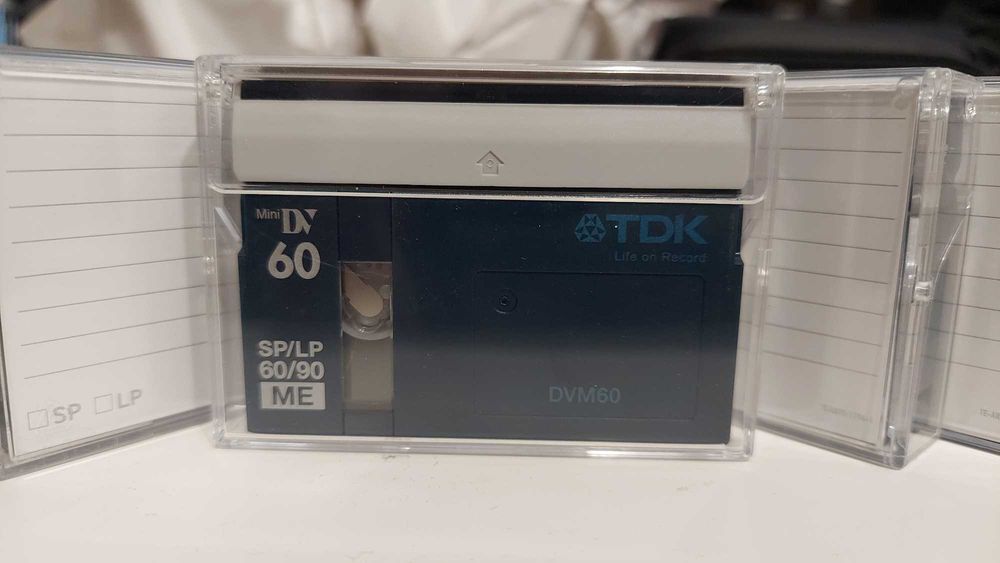 Mini DV
60
TDK
Life on Record
SP/LP
60/90
ME
DVM60
SP LP